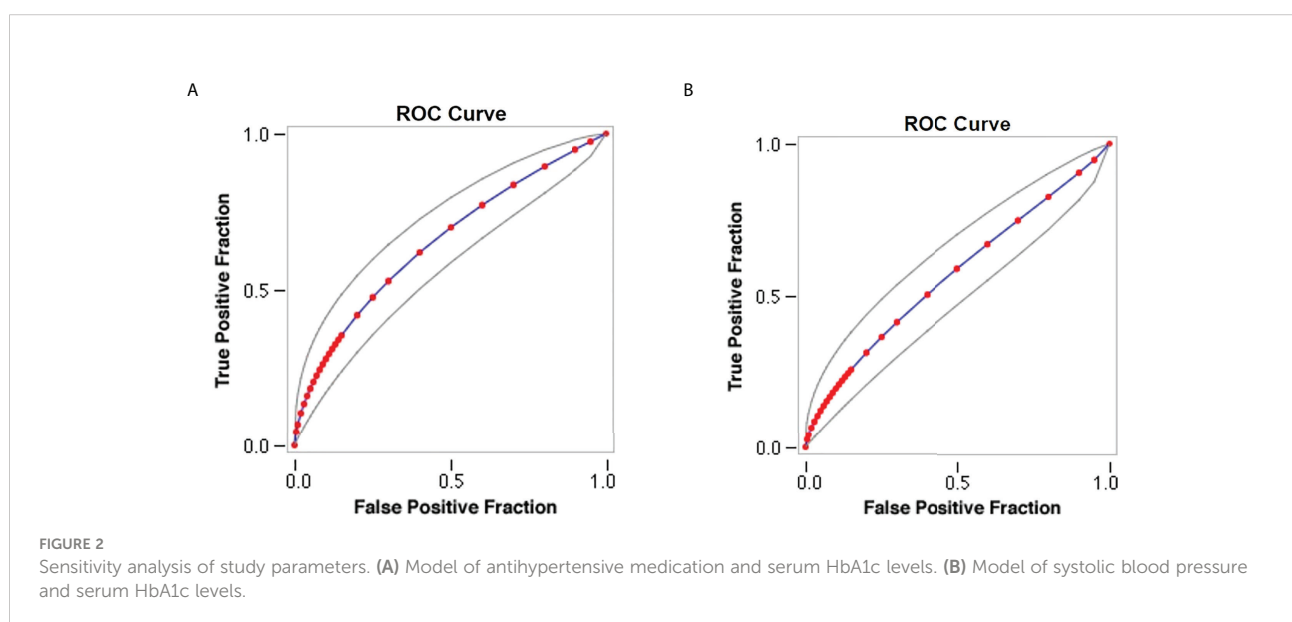 A
ROC Curve
1.0
0.5
0.0
True Positive Fraction
0.0 0.5 1.0
False Positive Fraction
B
ROC Curve
1.0
0.5
0.0
True Positive Fraction
0.0 0.5 1.0
False Positive Fraction
FIGURE 2
Sensitivity analysis of study parameters. (A) Model of antihypertensive medication and serum HbA1c levels. (B) Model of systolic blood pressure
and serum HbA1c levels.